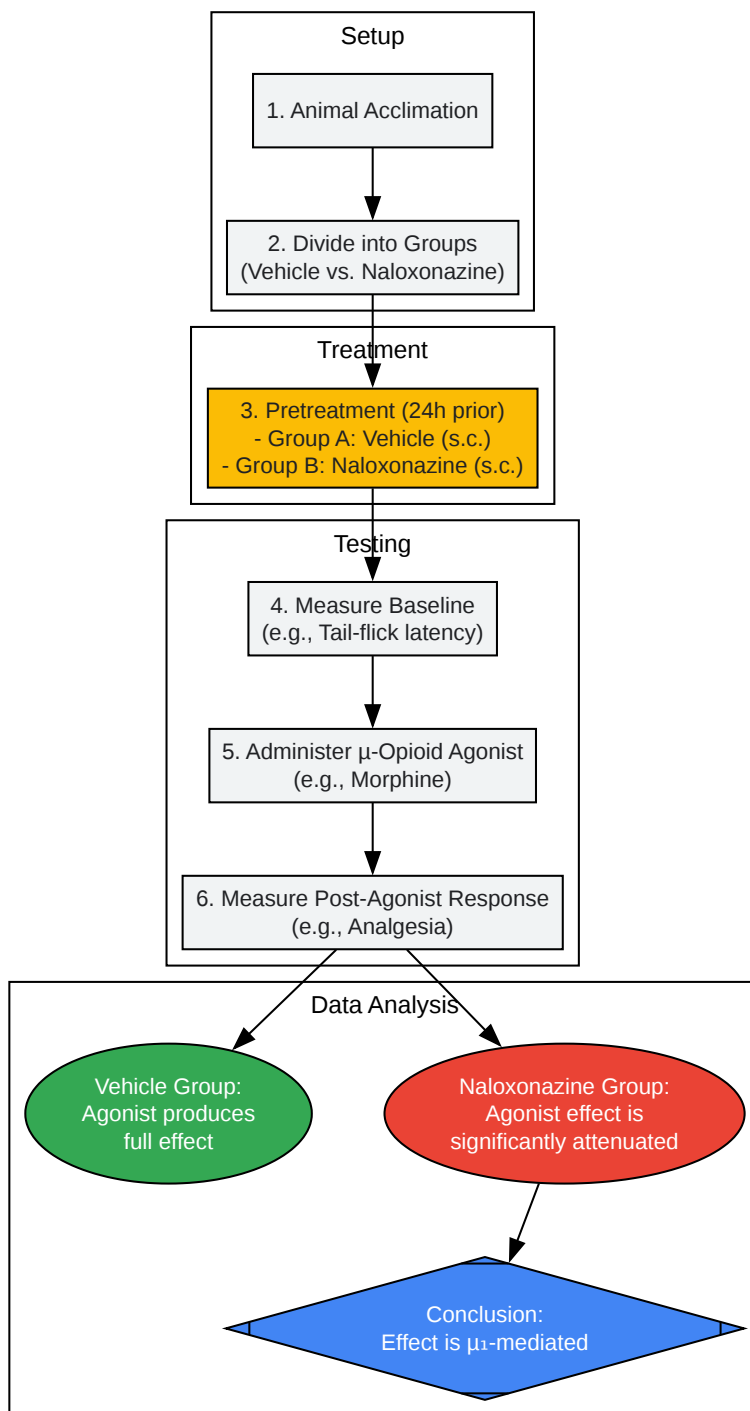 Setup
1. Animal Acclimation
2. Divide into Groups
(Vehicle vs. Naloxonazine)
Treatment
3. Pretreatment (24h prior)
- Group A: Vehicle (s.c.)
- Group B: Naloxonazine (s.c.)
Testing
4. Measure Baseline
(e.g., Tail-flick latency)
5. Administer µ-Opioid Agonist
(e.g., Morphine)
6. Measure Post-Agonist Response
(e.g., Analgesia)
Data Analysis
Vehicle Group:
Agonist produces
full effect
Naloxonazine Group:
Agonist effect is
significantly attenuated
Conclusion:
Effect is µ₁-mediated